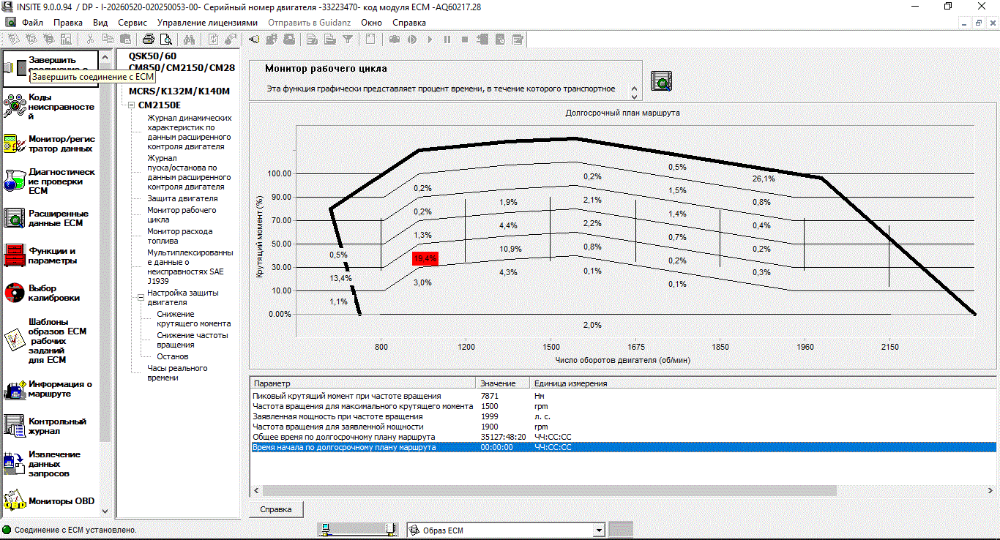 INSITE 9.0.0.94 / DP - I-20260520-020250053-00- Серийный номер двигателя -33223470- код модуля ECM -AQ60217.28
Файл Правка Вид Сервис Управление лицензиями Отправить в Guidanz Окно Справка
Завершить
Завершить соединение с ECM
Коды
неисправносте
й
Монитор/регис
тратор данных
Диагностическ
ие проверки
ECM
Расширенные
данные ECM
Функции и
параметры
Выбор
калибровки
Шаблоны
образов ECM
рабочих
заданий
для ECM
Информация о
маршруте
Контрольный
журнал
Извлечение
данных
запросов
Мониторы OBD
QSK50/60
CM850/CM2150/CM28
MCRS/K132M/K140M
CM2150E
Журнал динамических
характеристик по
данным расширенного
контроля двигателя
Журнал
пуска/останова по
данным расширенного
контроля двигателя
Защита двигателя
Монитор рабочего
цикла
Монитор расхода
топлива
Мультиплексированны
е данные о
неисправностях SAE
J1939
Настройка защиты
двигателя
Снижение
крутящего момента
Снижение частоты
вращения
Останов
Часы реального
времени
Монитор рабочего цикла
Эта функция графически представляет процент времени, в течение которого транспортное
Долгосрочный план маршрута
Крутящий момент (%)
100.00
90.00
70.00
50.00
30.00
10.00
0.00%
0,5%
26,1%
0,2%
0,2%
1,5%
0,2%
1,9%
2,1%
1,4%
0,8%
1,3%
4,4%
2,2%
0,7%
0,4%
0,5%
19,4%
10,9%
0,8%
0,2%
0,2%
13,4%
3,0%
4,3%
0,1%
0,1%
0,3%
1,1%
2,0%
800 1200 1500 1675 1850 1960 2150
Число оборотов двигателя (об/мин)
Параметр Значение Единица измерения
Пиковый крутящий момент при частоте вращения 7871 Нм
Частота вращения для максимального крутящего момента 1500 rpm
Заявленная мощность при частоте вращения 1999 л. с.
Частота вращения для заявленной мощности 1900 rpm
Общее время по долгосрочному плану маршрута 35127:48:20 ЧЧ:СС:СС
Время начала по долгосрочному плану маршрута 00:00:00 ЧЧ:СС:СС
Справка
Соединение с ECM установлено.
Образ ECM